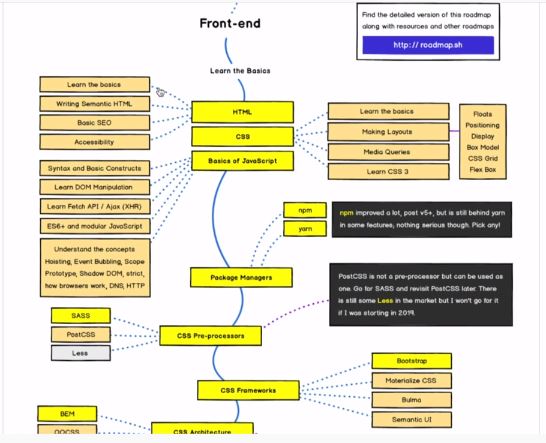 Front-end
Find the detailed version of this roadmap
along with resources and other roadmaps
http://roadmap.sh
Learn the Basics
Learn the basics
Writing Semantic HTML
Basic SEO
Accessibility
HTML
CSS
Basics of JavaScript
Learn the basics
Making Layouts
Media Queries
Learn CSS 3
Floats
Positioning
Display
Box Model
CSS Grid
Flex Box
Syntax and Basic Constructs
Learn DOM Manipulation
Learn Fetch API / Ajax (XHR)
ES6+ and modular JavaScript
Understand the concepts
Hoisting, Event Bubbling, Scope
Prototype, Shadow DOM, strict,
how browsers work, DNS, HTTP
npm
yarn
npm improved a lot, post v5+, but is still behind yarn
in some features, nothing serious though. Pick any!
Package Managers
PostCSS is not a pre-processor but can be used as
one. Go for SASS and revisit PostCSS later. There
is still some Less in the market but I won't go for it
if I was starting in 2019.
SASS
PostCSS
Less
CSS Pre-processors
CSS Frameworks
Bootstrap
Materialize CSS
Bulma
Semantic UI
BEM
OOCSS
CSS Architecture